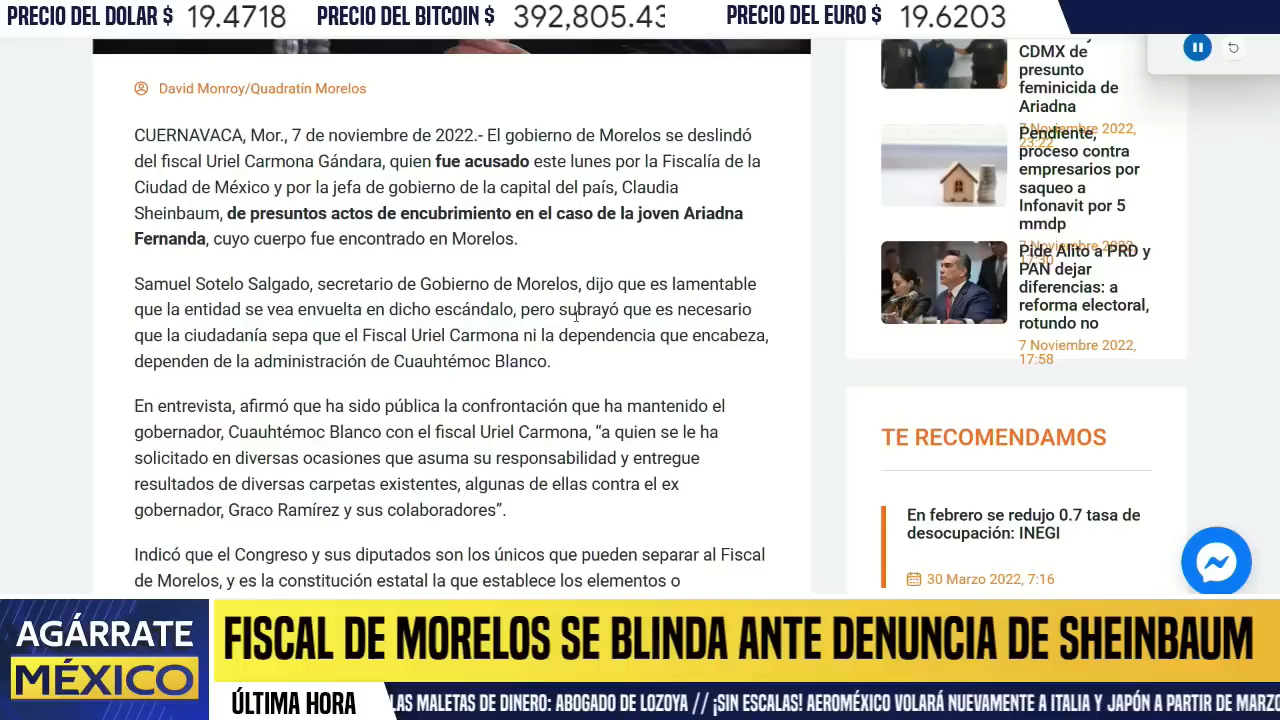 PRECIO DEL DOLAR $ 19.4718 PRECIO DEL BITCOIN $ 392,805.43 PRECIO DEL EURO $ 19.6203
David Monroy/Quadratín Morelos
CUERNAVACA, Mor., 7 de noviembre de 2022.- El gobierno de Morelos se deslindó
del fiscal Uriel Carmona Gándara, quien fue acusado este lunes por la Fiscalía de la
Ciudad de México y por la jefa de gobierno de la capital del país, Claudia
Sheinbaum, de presuntos actos de encubrimiento en el caso de la joven Ariadna
Fernanda, cuyo cuerpo fue encontrado en Morelos.
Samuel Sotelo Salgado, secretario de Gobierno de Morelos, dijo que es lamentable
que la entidad se vea envuelta en dicho escándalo, pero subrayó que es necesario
que la ciudadanía sepa que el Fiscal Uriel Carmona ni la dependencia que encabeza,
dependen de la administración de Cuauhtémoc Blanco.
En entrevista, afirmó que ha sido pública la confrontación que ha mantenido el
gobernador, Cuauhtémoc Blanco con el fiscal Uriel Carmona, “a quien se le ha
solicitado en diversas ocasiones que asuma su responsabilidad y entregue
resultados de diversas carpetas existentes, algunas de ellas contra el ex
gobernador, Graco Ramírez y sus colaboradores”.
Indicó que el Congreso y sus diputados son los únicos que pueden separar al Fiscal
de Morelos, y es la constitución estatal la que establece los elementos o
CDMX de
presunto
feminicida de
Ariadna
7 Noviembre 2022,
23:22
Pendiente,
proceso contra
empresarios por
saqueo a
Infonavit por 5
mmdp
7 Noviembre 2022,
17:30
Pide Alito a PRD y
PAN dejar
diferencias: a
reforma electoral,
rotundo no
7 Noviembre 2022,
17:58
TE RECOMENDAMOS
En febrero se redujo 0.7 tasa de
desocupación: INEGI
30 Marzo 2022, 7:16
AGÁRRATE
MÉXICO
FISCAL DE MORELOS SE BLINDA ANTE DENUNCIA DE SHEINBAUM
ÚLTIMA HORA
LAS MALETAS DE DINERO: ABOGADO DE LOZOYA // ¡SIN ESCALAS! AEROMÉXICO VOLARÁ NUEVAMENTE A ITALIA Y JAPÓN A PARTIR DE MARZO